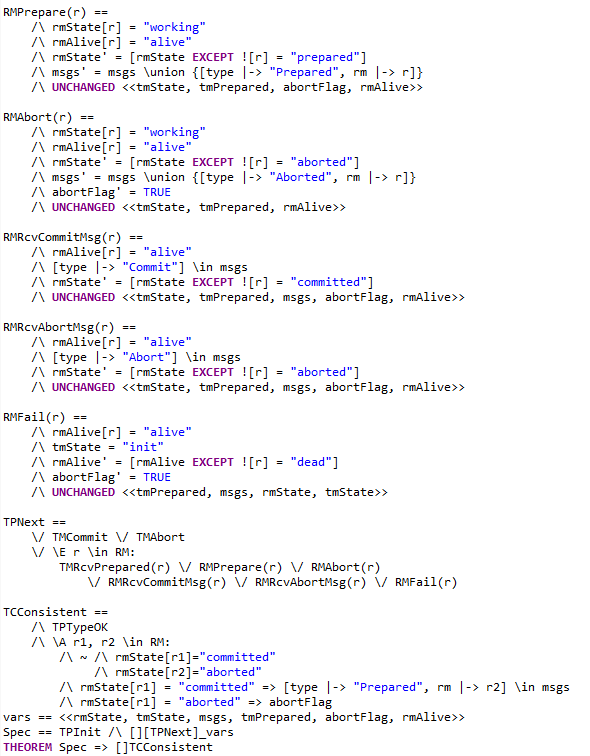 RMPrepare(r) ==
/\ rmState[r] = "working"
/\ rmAlive[r] = "alive"
/\ rmState' = [rmState EXCEPT ![r] = "prepared"]
/\ msgs' = msgs \union {[type |-> "Prepared", rm |-> r]}
/\ UNCHANGED <<tmState, tmPrepared, abortFlag, rmAlive>>
RMAbort(r) ==
/\ rmState[r] = "working"
/\ rmAlive[r] = "alive"
/\ rmState' = [rmState EXCEPT ![r] = "aborted"]
/\ msgs' = msgs \union {[type |-> "Aborted", rm |-> r]}
/\ abortFlag' = TRUE
/\ UNCHANGED <<tmState, tmPrepared, rmAlive>>
RMRcvCommitMsg(r) ==
/\ rmAlive[r] = "alive"
/\ [type |-> "Commit"] \in msgs
/\ rmState' = [rmState EXCEPT ![r] = "committed"]
/\ UNCHANGED <<tmState, tmPrepared, msgs, abortFlag, rmAlive>>
RMRcvAbortMsg(r) ==
/\ rmAlive[r] = "alive"
/\ [type |-> "Abort"] \in msgs
/\ rmState' = [rmState EXCEPT ![r] = "aborted"]
/\ UNCHANGED <<tmState, tmPrepared, msgs, abortFlag, rmAlive>>
RMFail(r) ==
/\ rmAlive[r] = "alive"
/\ tmState = "init"
/\ rmAlive' = [rmAlive EXCEPT ![r] = "dead"]
/\ abortFlag' = TRUE
/\ UNCHANGED <<tmPrepared, msgs, rmState, tmState>>
TPNext ==
\/ TMCommit \/ TMAbort
\/ \E r \in RM:
TMRcvPrepared(r) \/ RMPrepare(r) \/ RMAbort(r)
\/ RMRcvCommitMsg(r) \/ RMRcvAbortMsg(r) \/ RMFail(r)
TCConsistent ==
/\ TPTypeOK
/\ \A r1, r2 \in RM:
/\ ~ /\ rmState[r1]="committed"
/\ rmState[r2]="aborted"
/\ rmState[r1] = "committed" => [type |-> "Prepared", rm |-> r2] \in msgs
/\ rmState[r1] = "aborted" => abortFlag
vars == <<rmState, tmState, msgs, tmPrepared, abortFlag, rmAlive>>
Spec == TPInit /\ [][TPNext]_vars
THEOREM Spec => []TCConsistent